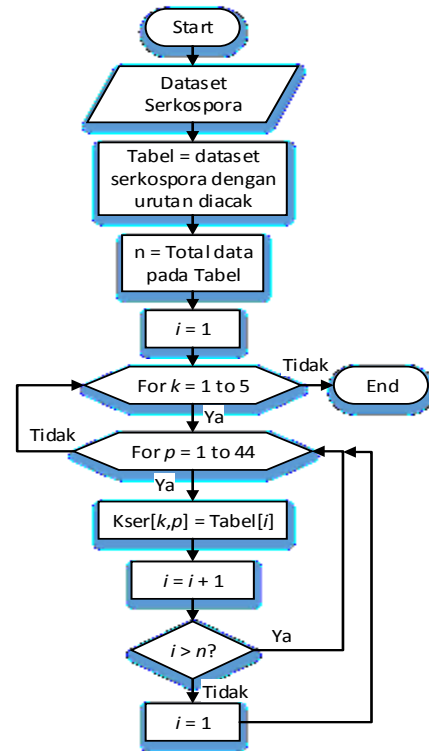 Start
Dataset
Serkospora
Tabel = dataset
serkospora dengan
urutan diacak
n = Total data
pada Tabel
i = 1
For k = 1 to 5
Tidak
End
Ya
Tidak
For p = 1 to 44
Ya
Kser[k,p] = Tabel[i]
i = i + 1
i > n?
Ya
Tidak
i = 1